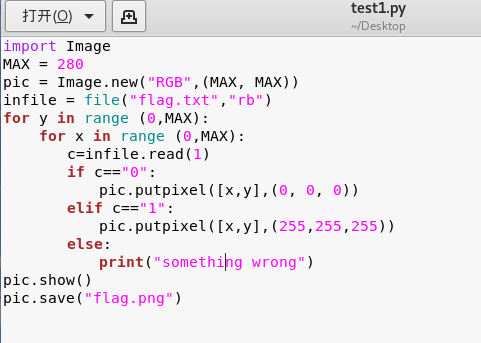 打开(O)
test1.py
~/Desktop
import Image
MAX = 280
pic = Image.new("RGB",(MAX, MAX))
infile = file("flag.txt","rb")
for y in range (0,MAX):
    for x in range (0,MAX):
        c=infile.read(1)
        if c=="0":
            pic.putpixel([x,y],(0, 0, 0))
        elif c=="1":
            pic.putpixel([x,y],(255,255,255))
        else:
            print("something wrong")
pic.show()
pic.save("flag.png")